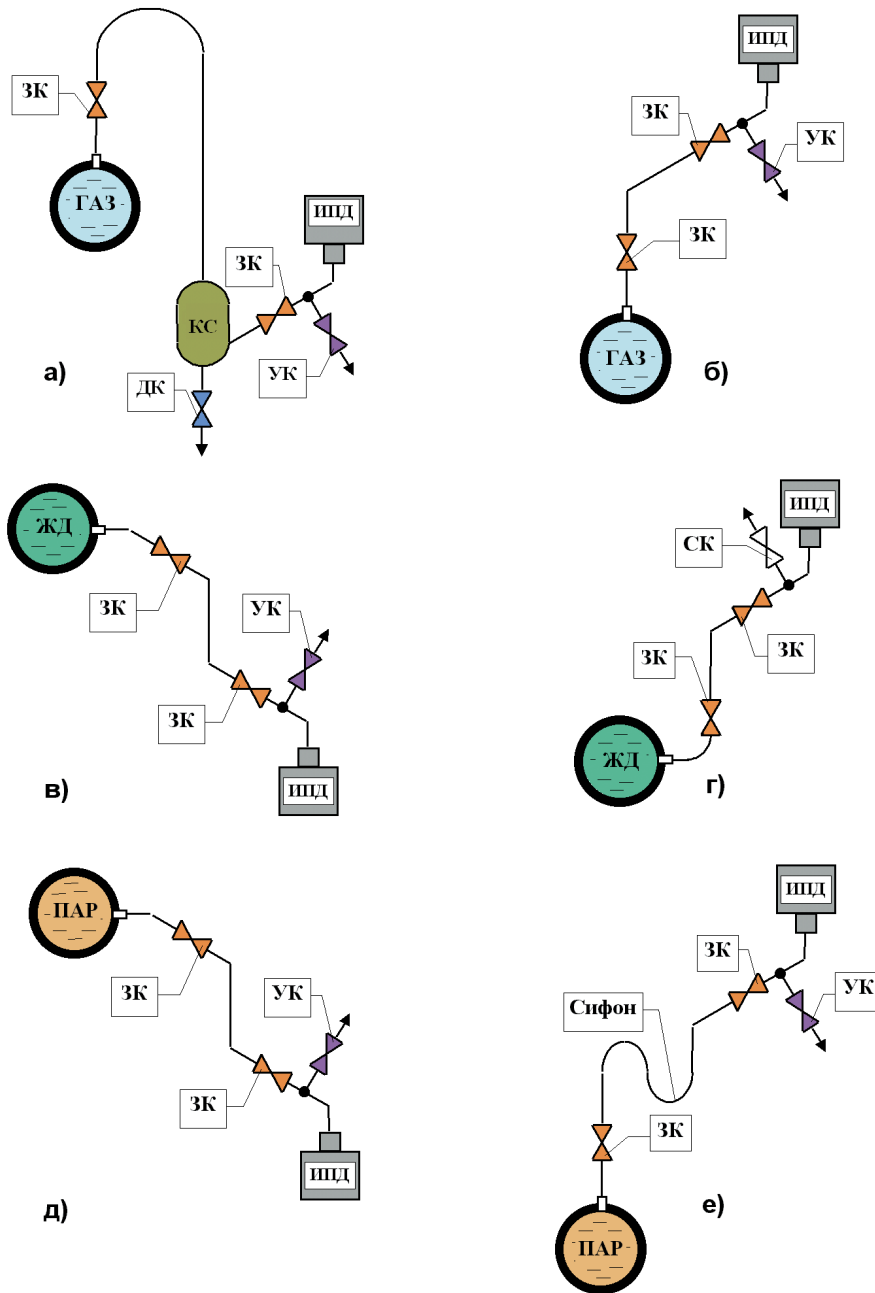 ЗК
ГАЗ
ИПД
ЗК
КС
УК
ДК
а)
ИПД
ЗК
УК
ЗК
ГАЗ
б)
ЖД
ЗК
УК
ЗК
ИПД
в)
ИПД
СК
ЗК
ЗК
ЖД
г)
ПАР
ЗК
УК
ЗК
ИПД
д)
ИПД
ЗК
УК
Сифон
ЗК
ПАР
е)